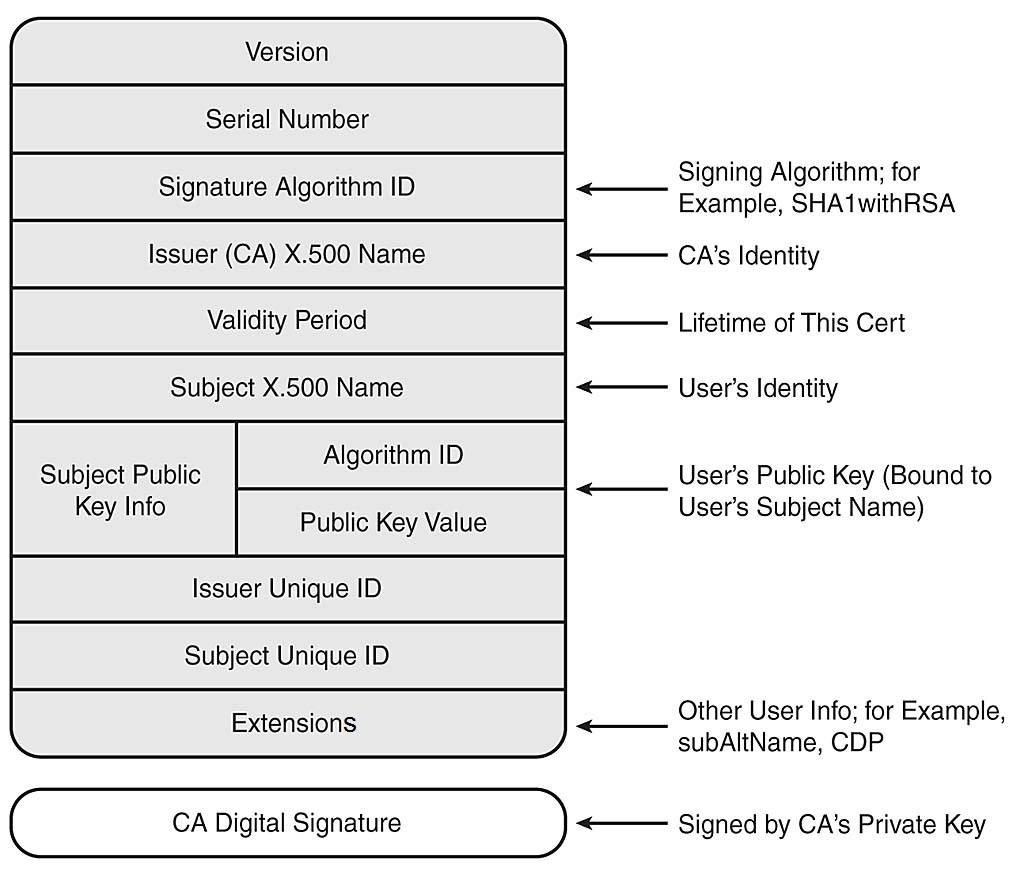 Version
Serial Number
Signature Algorithm ID
Signing Algorithm; for
Example, SHA1withRSA
Issuer (CA) X.500 Name
CA's Identity
Validity Period
Lifetime of This Cert
Subject X.500 Name
User's Identity
Subject Public
Key Info
Algorithm ID
Public Key Value
User's Public Key (Bound to
User's Subject Name)
Issuer Unique ID
Subject Unique ID
Extensions
Other User Info; for Example,
subAltName, CDP
CA Digital Signature
Signed by CA's Private Key